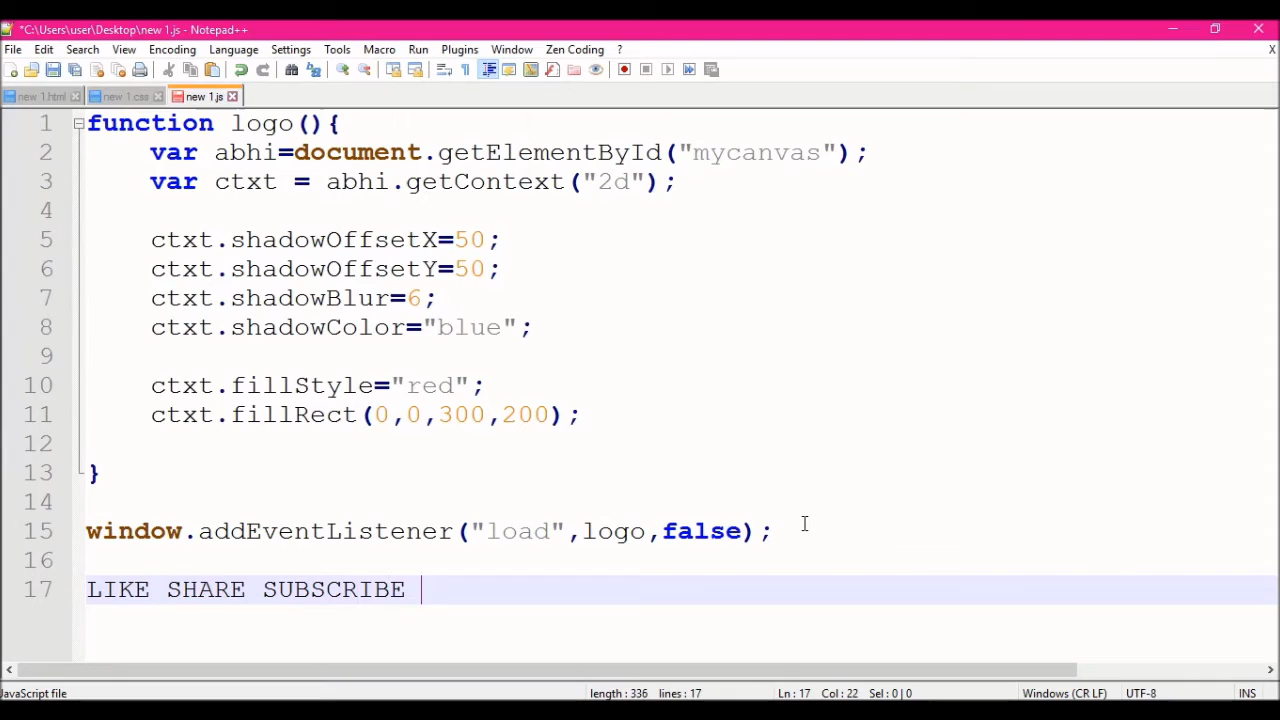 *C:\Users\user\Desktop\new 1.js - Notepad++
File Edit Search View Encoding Language Settings Tools Macro Run Plugins Window Zen Coding ? X
new 1.html new 1.css new 1.js
1 function logo(){
2 var abhi=document.getElementById("mycanvas");
3 var ctxt = abhi.getContext("2d");
4
5 ctxt.shadowOffsetX=50;
6 ctxt.shadowOffsetY=50;
7 ctxt.shadowBlur=6;
8 ctxt.shadowColor="blue";
9
10 ctxt.fillStyle="red";
11 ctxt.fillRect(0,0,300,200);
12
13 }
14
15 window.addEventListener("load",logo,false);
16
17 LIKE SHARE SUBSCRIBE
JavaScript file length : 336 lines : 17 Ln : 17 Col : 22 Sel : 0 | 0 Windows (CR LF) UTF-8 INS